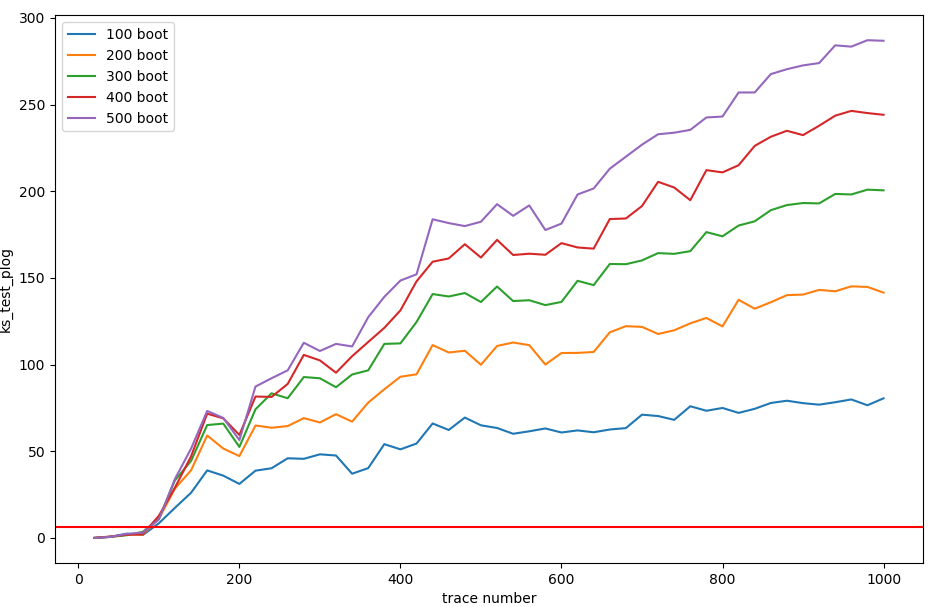 300
250
200
150
100
50
0
ks_test_plog
100 boot
200 boot
300 boot
400 boot
500 boot
0
200
400
600
800
1000
trace number